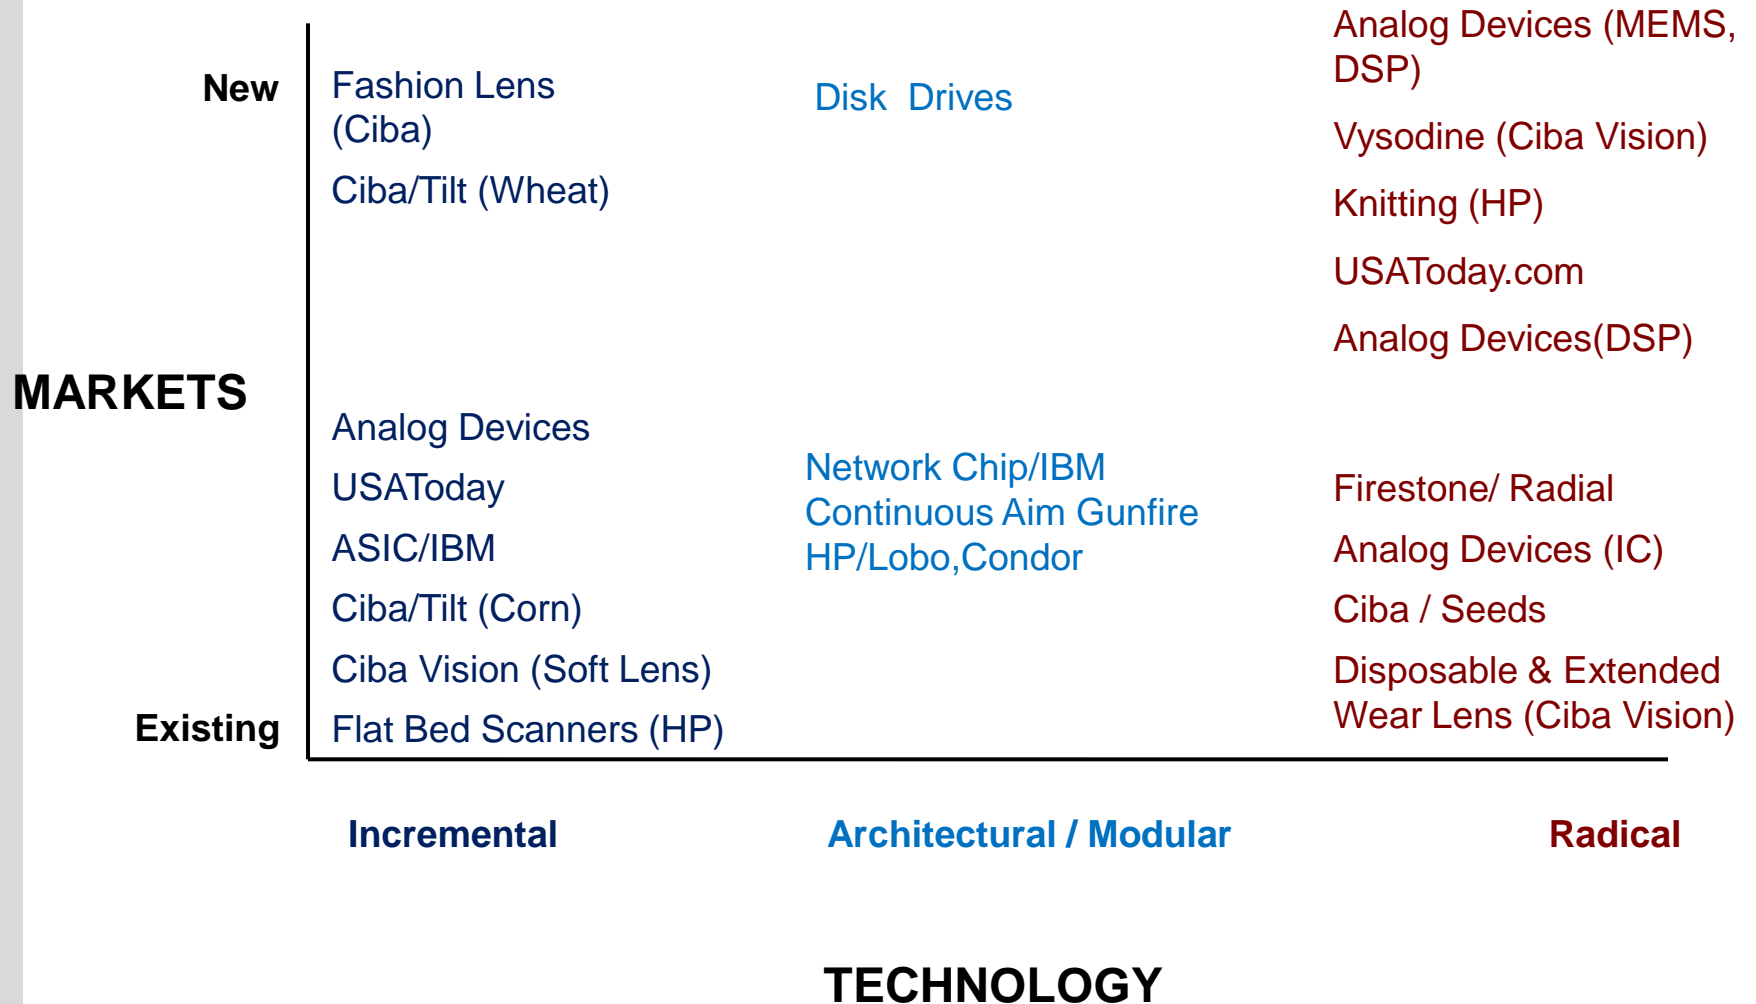 New
Fashion Lens
(Ciba)
Ciba/Tilt (Wheat)
Disk  Drives
Analog Devices (MEMS,
DSP)
Vysodine (Ciba Vision)
Knitting (HP)
USAToday.com
Analog Devices(DSP)
MARKETS
Analog Devices
USAToday
ASIC/IBM
Ciba/Tilt (Corn)
Ciba Vision (Soft Lens)
Flat Bed Scanners (HP)
Network Chip/IBM
Continuous Aim Gunfire
HP/Lobo,Condor
Firestone/ Radial
Analog Devices (IC)
Ciba / Seeds
Disposable & Extended
Wear Lens (Ciba Vision)
Existing
Incremental
Architectural / Modular
Radical
TECHNOLOGY